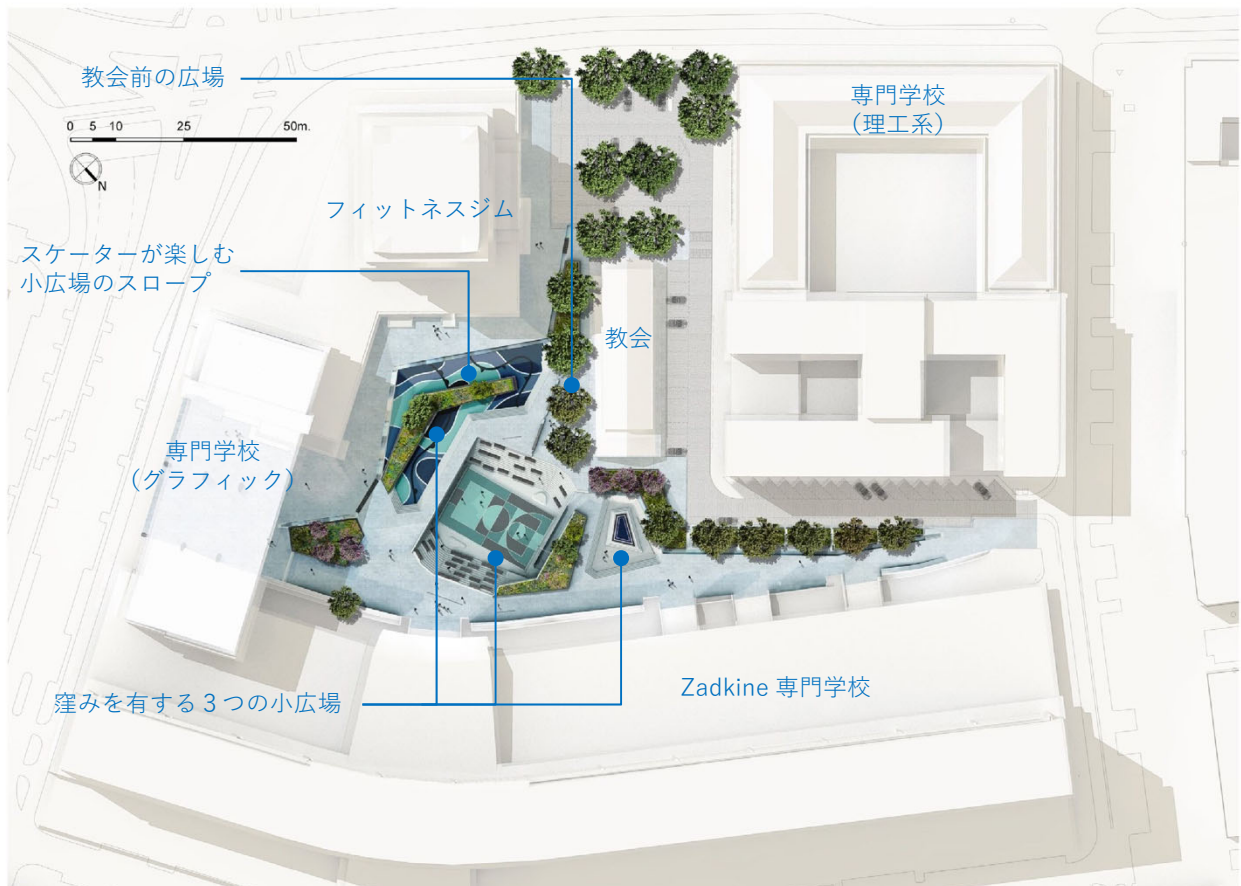 教会前の広場
0 5 10 25 50m.
N
専門学校
（理工系）
フィットネスジム
スケーターが楽しむ
小広場のスロープ
教会
専門学校
（グラフィック）
窪みを有する３つの小広場
Zadkine 専門学校